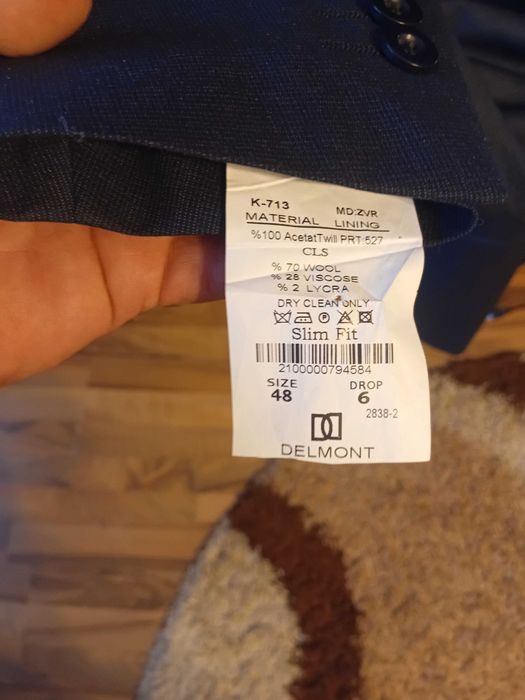 K-713 MD:ZVR
MATERIAL LINING
%100 AcetatTwill PRT 527
CLS
% 70 WOOL
% 28 VISCOSE
% 2 LYCRA
DRY CLEAN ONLY
P A
Slim Fit
2100000794584
SIZE DROP
48 6
2838-2
DELMONT